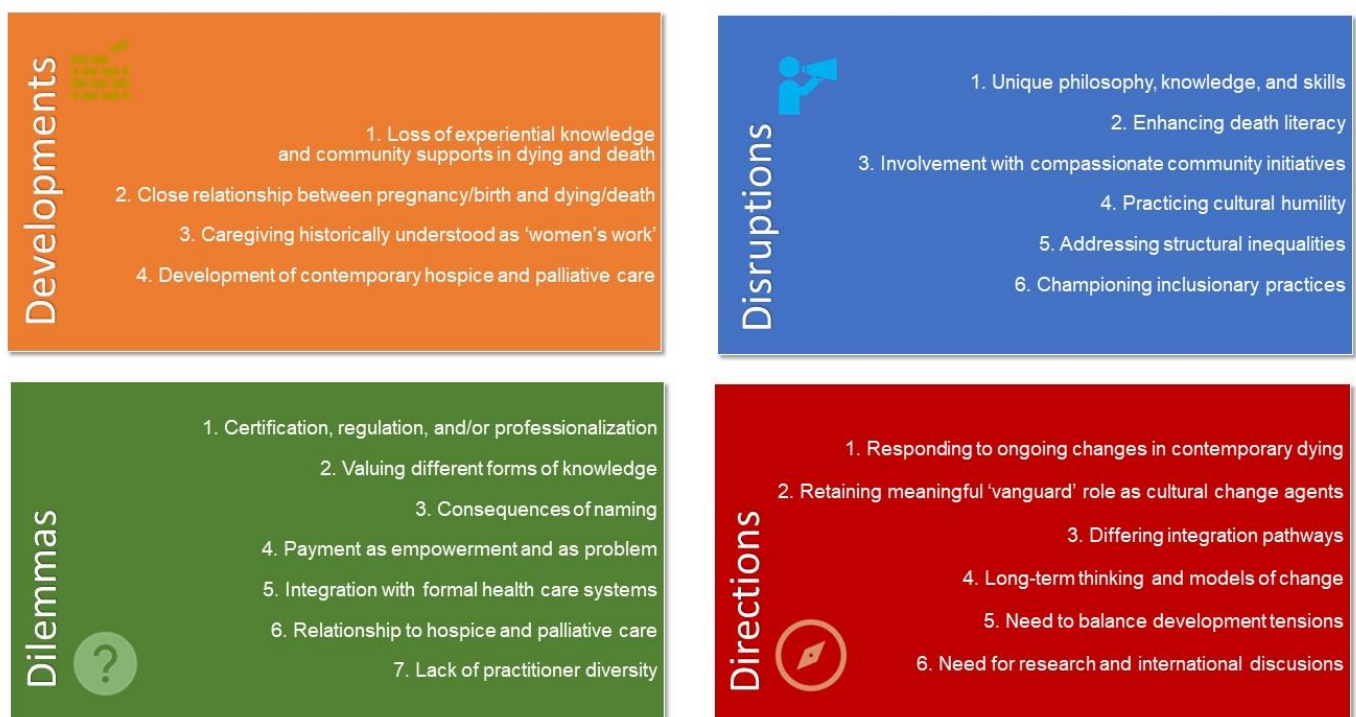 Developments
1. Loss of experiential knowledge
and community supports in dying and death
2. Close relationship between pregnancy/birth and dying/death
3. Caregiving historically understood as ‘women’s work’
4. Development of contemporary hospice and palliative care
Disruptions
1. Unique philosophy, knowledge, and skills
2. Enhancing death literacy
3. Involvement with compassionate community initiatives
4. Practicing cultural humility
5. Addressing structural inequalities
6. Championing inclusionary practices
Dilemmas
1. Certification, regulation, and/or professionalization
2. Valuing different forms of knowledge
3. Consequences of naming
4. Payment as empowerment and as problem
5. Integration with formal health care systems
6. Relationship to hospice and palliative care
7. Lack of practitioner diversity
?
Directions
1. Responding to ongoing changes in contemporary dying
2. Retaining meaningful ‘vanguard’ role as cultural change agents
3. Differing integration pathways
4. Long-term thinking and models of change
5. Need to balance development tensions
6. Need for research and international discusions